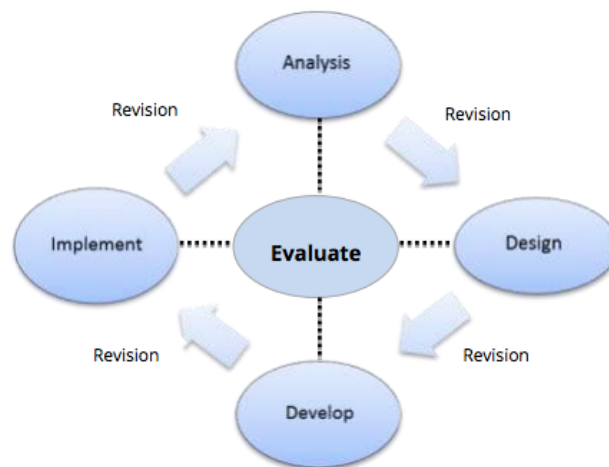 Analysis
Revision
Revision
Implement
Evaluate
Design
Revision
Revision
Develop